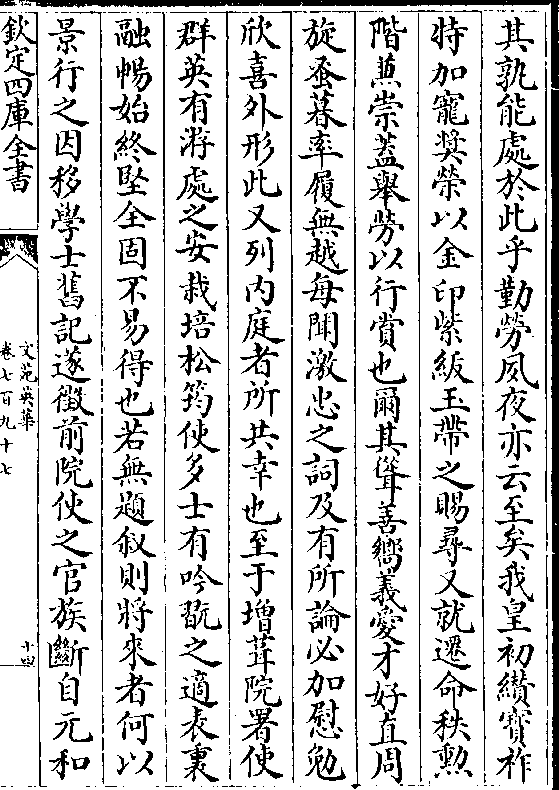 其孰能處於此乎勤勞夙夜亦云至矣我皇初纘寶祚
特加寵奬榮以金印紫紱玉帶之賜尋又就遷命秩勲
階蕙崇蓋舉勞以行賞也爾其聳善嚮義愛才好直周
旋蚤暮率履無越每聞激忠之詞及有所論必加慰勉
欣喜外形此又列内庭者所共幸也至于增葺院署使
群英有游處之安栽培松筠使多士有吟翫之適表裏
融暢始終堅全固不易得也若無題叙則將來者何以
景行之因移學士舊記遂徵前院使之官族斷自元和
欽定四庫全書
文苑英華
卷七百九十七
十四